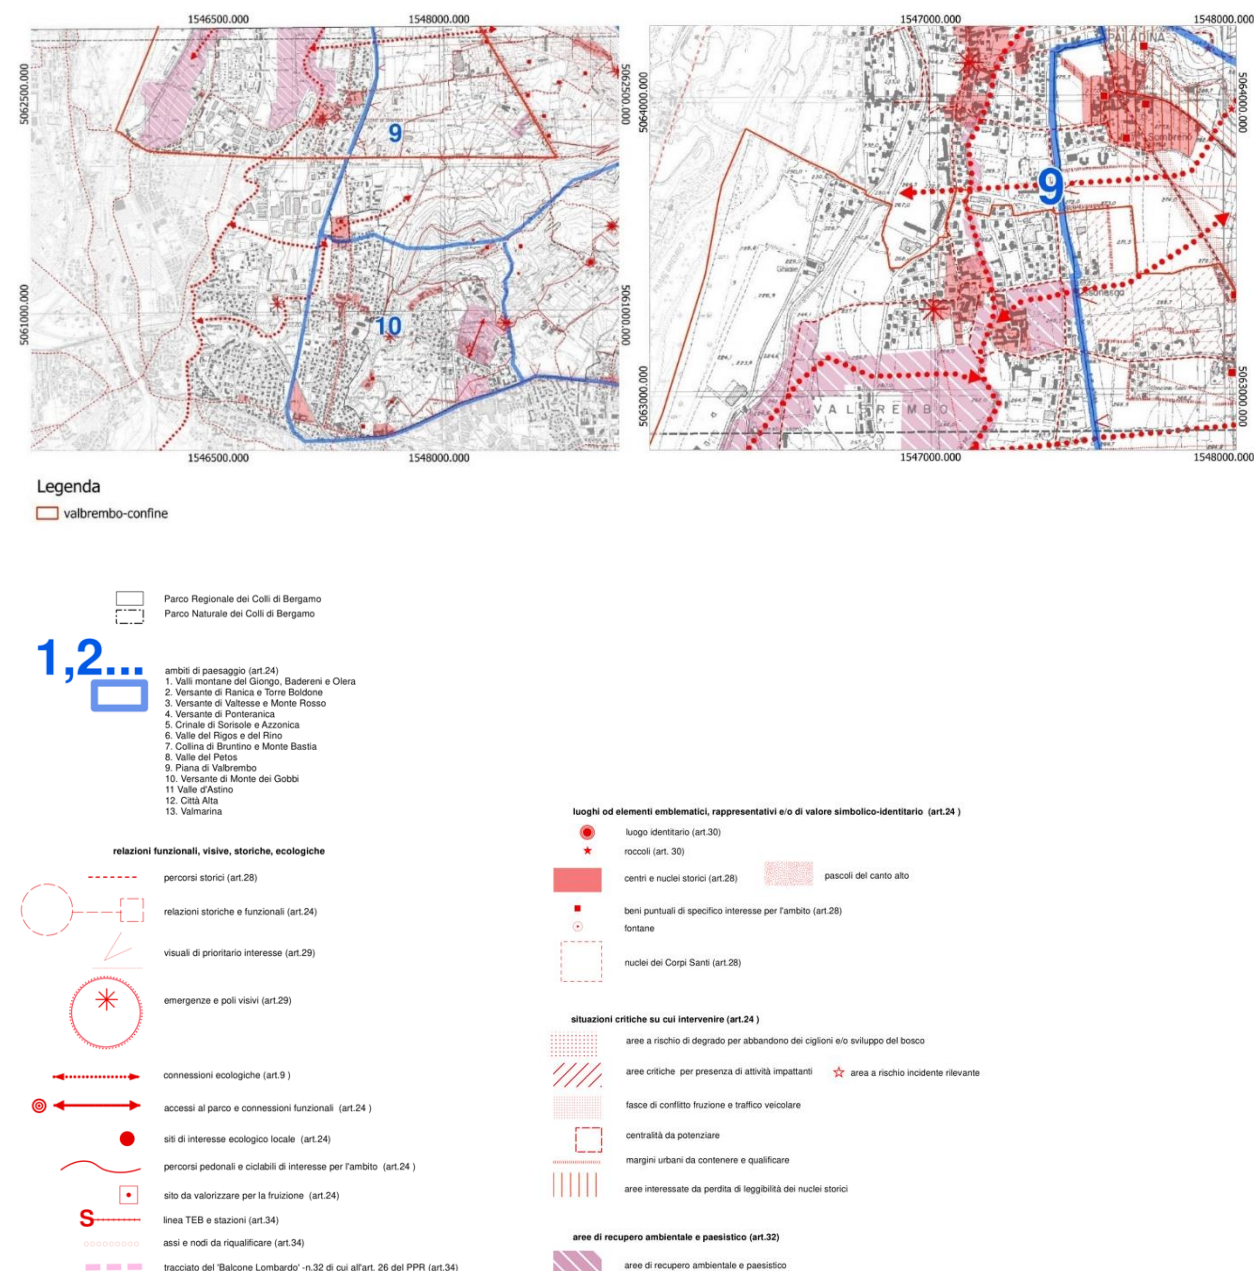 1546500.000
1548000.000
5062500.000
5062500.000
9
10
5061000.000
5061000.000
1546500.000
1548000.000
1547000.000
1548000.000
5064000.000
5064000.000
PALADINA
Sombreno
9
Ghiaie
5063000.000
5063000.000
VALBREMBO
1547000.000
1548000.000
Legenda
valbrembo-confine
Parco Regionale dei Colli di Bergamo
Parco Naturale dei Colli di Bergamo
1,2...
ambiti di paesaggio (art.24)
1. Valli montane del Giongo, Badereni e Olera
2. Versante di Ranica e Torre Boldone
3. Versante di Valtesse e Monte Rosso
4. Versante di Ponteranica
5. Crinale di Sorisole e Azzonica
6. Valle del Rigos e del Rino
7. Collina di Bruntino e Monte Bastia
8. Valle del Petos
9. Piana di Valbrembo
10. Versante di Monte dei Gobbi
11 Valle d'Astino
12. Città Alta
13. Valmarina
relazioni funzionali, visive, storiche, ecologiche
percorsi storici (art.28)
relazioni storiche e funzionali (art.24)
visuali di prioritario interesse (art.29)
emergenze e poli visivi (art.29)
connessioni ecologiche (art.9 )
accessi al parco e connessioni funzionali (art.24 )
siti di interesse ecologico locale (art.24)
percorsi pedonali e ciclabili di interesse per l'ambito (art.24 )
sito da valorizzare per la fruizione (art.24)
S
linea TEB e stazioni (art.34)
assi e nodi da riqualificare (art.34)
tracciato del 'Balcone Lombardo' -n.32 di cui all'art. 26 del PPR (art.34)
luoghi od elementi emblematici, rappresentativi e/o di valore simbolico-identitario (art.24 )
luogo identitario (art.30)
roccoli (art. 30)
centri e nuclei storici (art.28)
pascoli del canto alto
beni puntuali di specifico interesse per l'ambito (art.28)
fontane
nuclei dei Corpi Santi (art.28)
situazioni critiche su cui intervenire (art.24 )
aree a rischio di degrado per abbandono dei ciglioni e/o sviluppo del bosco
aree critiche per presenza di attività impattanti
area a rischio incidente rilevante
fasce di conflitto fruzione e traffico veicolare
centralità da potenziare
margini urbani da contenere e qualificare
aree interessate da perdita di leggibilità dei nuclei storici
aree di recupero ambientale e paesistico (art.32)
aree di recupero ambientale e paesistico